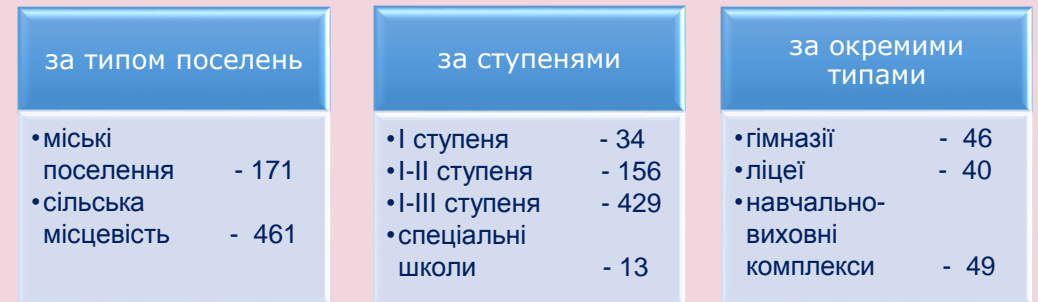 за типом поселень
•міські
поселення - 171
•сільська
місцевість - 461
за ступенями
•І ступеня - 34
•І-ІІ ступеня - 156
•І-ІІІ ступеня - 429
•спеціальні
школи - 13
за окремими
типами
•гімназії - 46
•ліцеї - 40
•навчально-
виховні
комплекси - 49